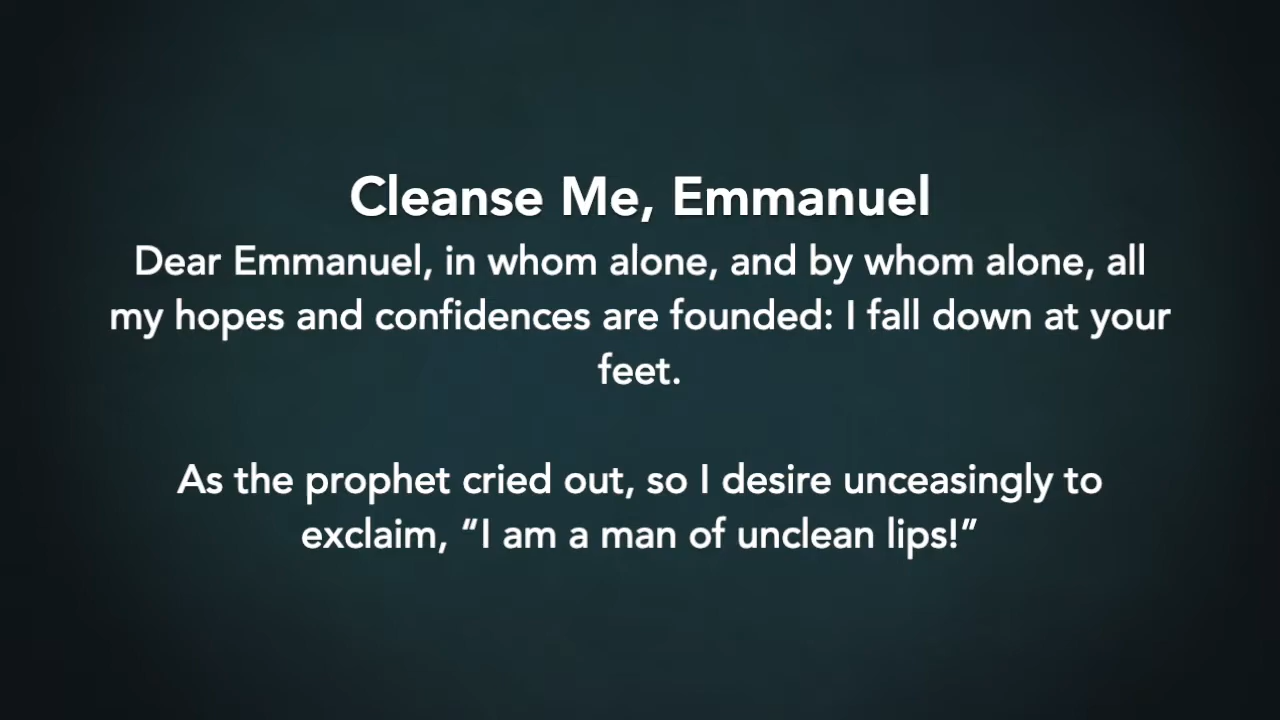 Cleanse Me, Emmanuel
Dear Emmanuel, in whom alone, and by whom alone, all
my hopes and confidences are founded: I fall down at your
feet.
As the prophet cried out, so I desire unceasingly to
exclaim, “I am a man of unclean lips!”